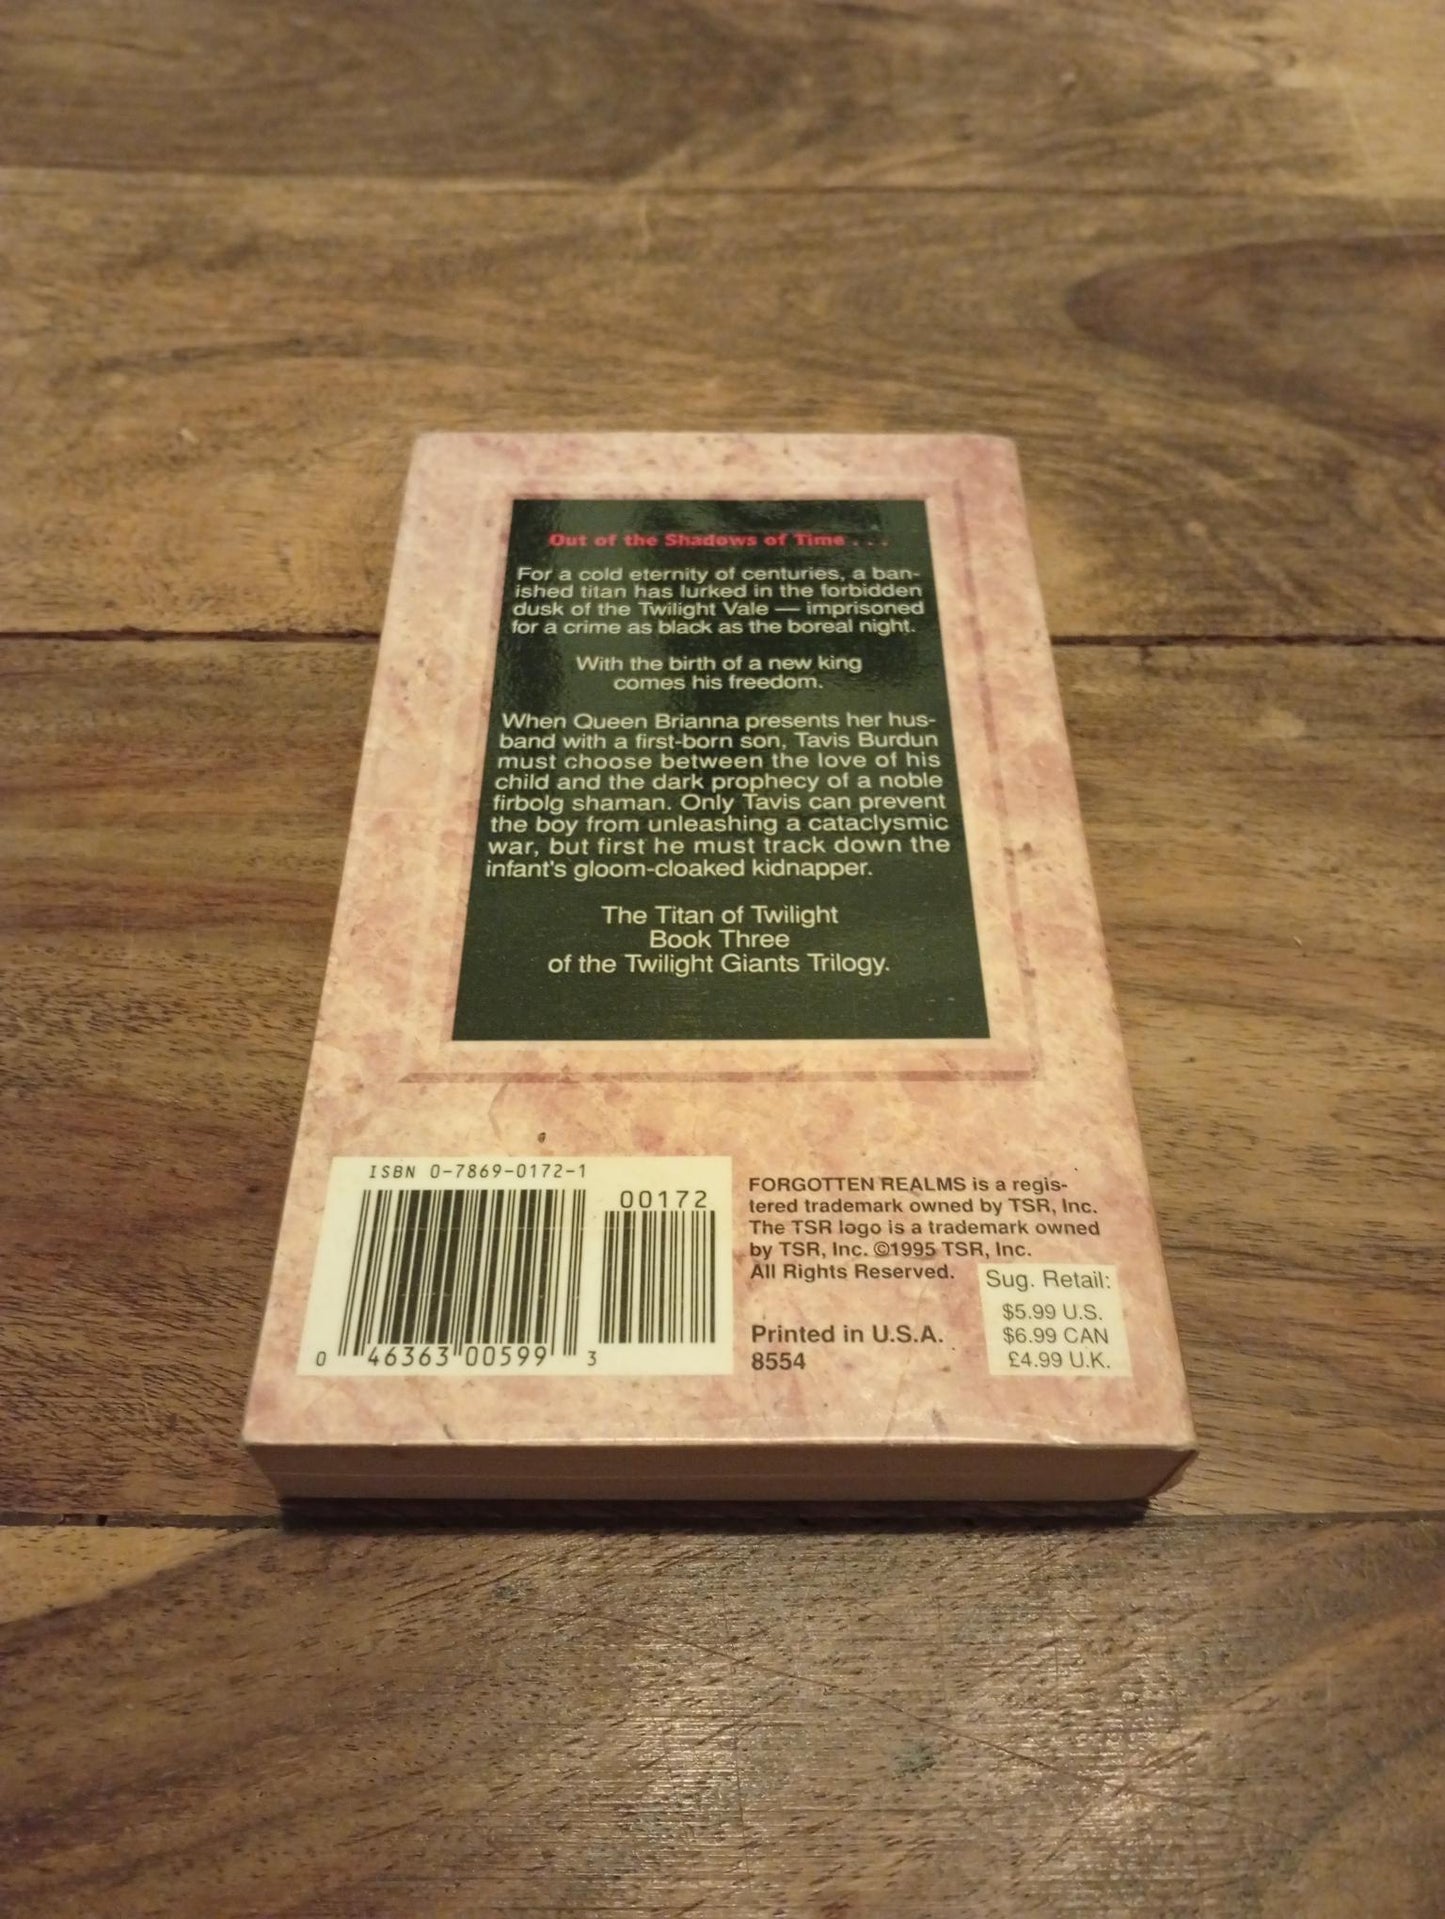 Out of the Shadows of Time . . .
For a cold eternity of centuries, a ban-
ished titan has lurked in the forbidden
dusk of the Twilight Vale — imprisoned
for a crime as black as the boreal night.
With the birth of a new king
comes his freedom.
When Queen Brianna presents her hus-
band with a first-born son, Tavis Burdun
must choose between the love of his
child and the dark prophecy of a noble
firbolg shaman. Only Tavis can prevent
the boy from unleashing a cataclysmic
war, but first he must track down the
infant's gloom-cloaked kidnapper.
The Titan of Twilight
Book Three
of the Twilight Giants Trilogy.
ISBN 0-7869-0172-1
00172
0 46363 00599 3
FORGOTTEN REALMS is a regis-
tered trademark owned by TSR, Inc.
The TSR logo is a trademark owned
by TSR, Inc. ©1995 TSR, Inc.
All Rights Reserved.
Printed in U.S.A.
8554
Sug. Retail:
$5.99 U.S.
$6.99 CAN
£4.99 U.K.